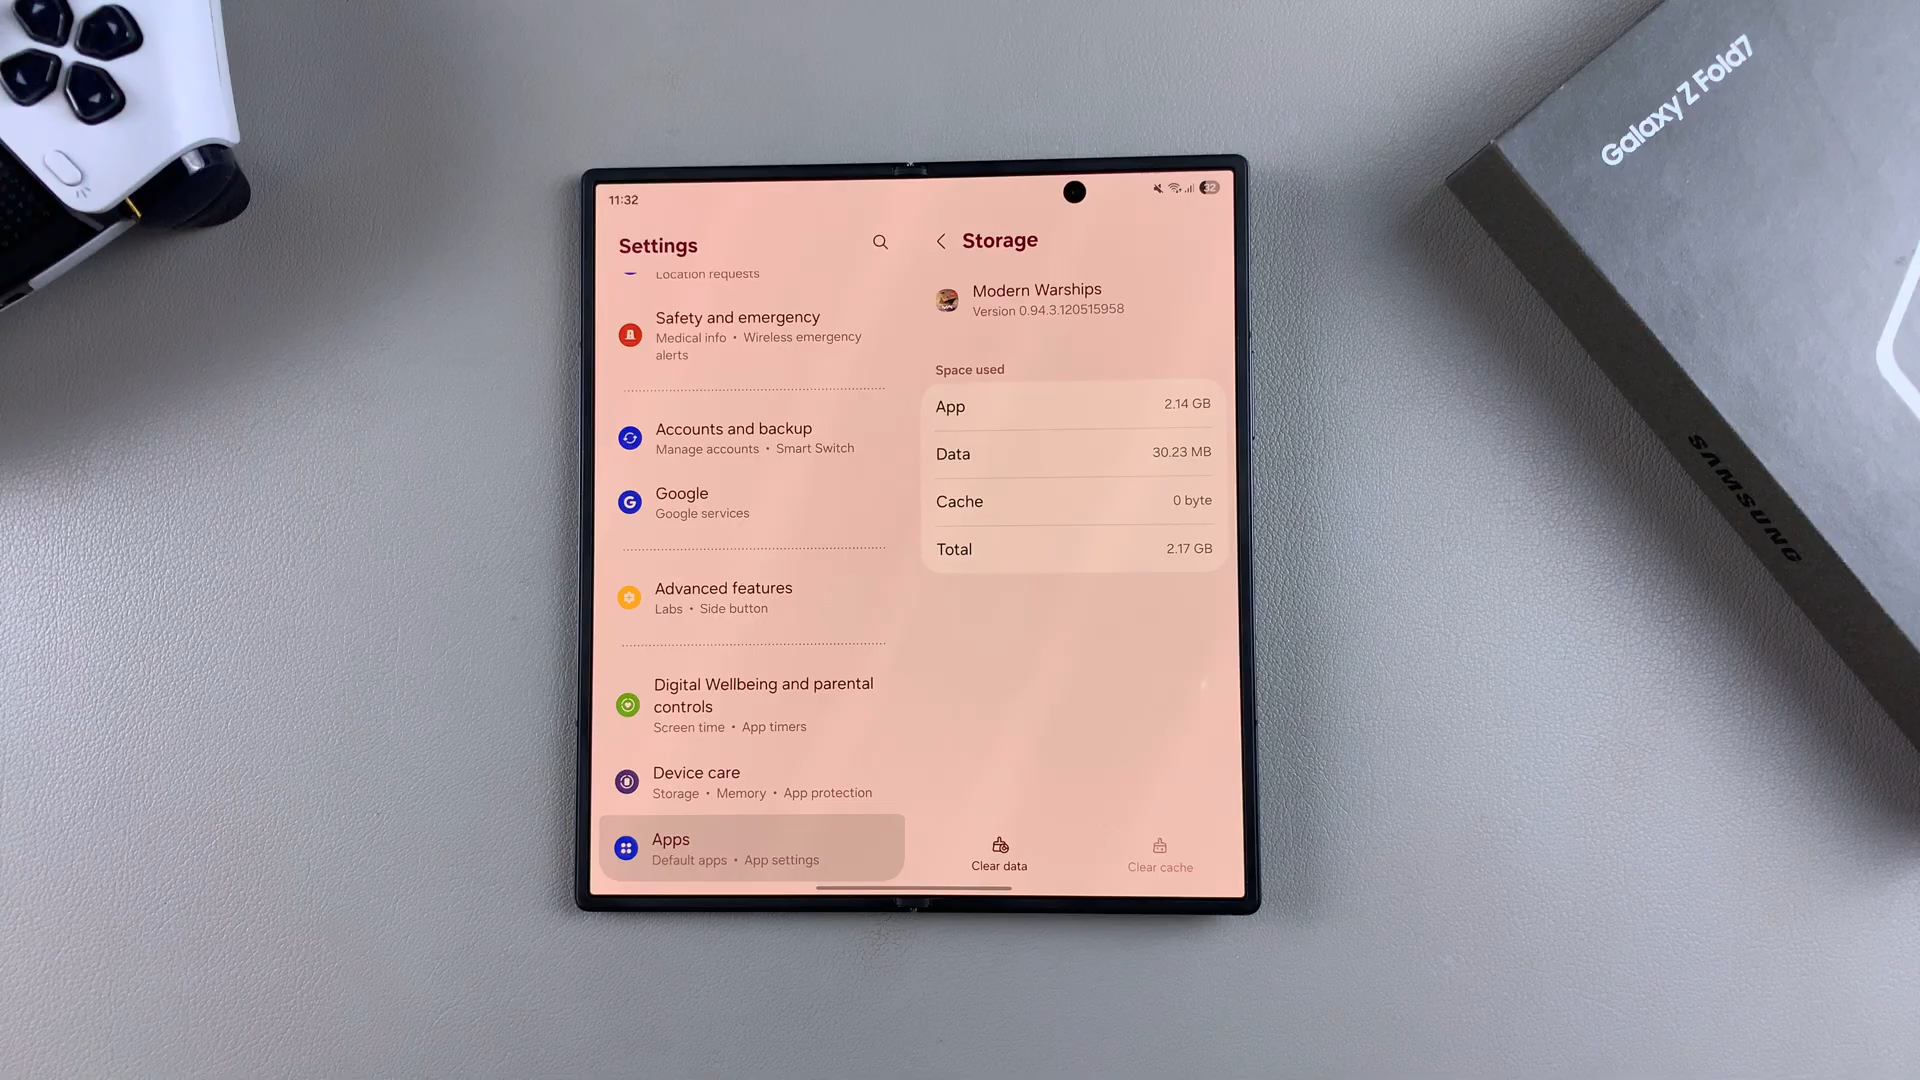 11:32
32
Settings
Location requests
Safety and emergency
Medical info • Wireless emergency
alerts
Accounts and backup
Manage accounts • Smart Switch
Google
Google services
Advanced features
Labs • Side button
Digital Wellbeing and parental
controls
Screen time • App timers
Device care
Storage • Memory • App protection
Apps
Default apps • App settings
Storage
Modern Warships
Version 0.94.3.120515958
Space used
App 2.14 GB
Data 30.23 MB
Cache 0 byte
Total 2.17 GB
Clear data
Clear cache
Galaxy Z Fold7
SAMSUNG